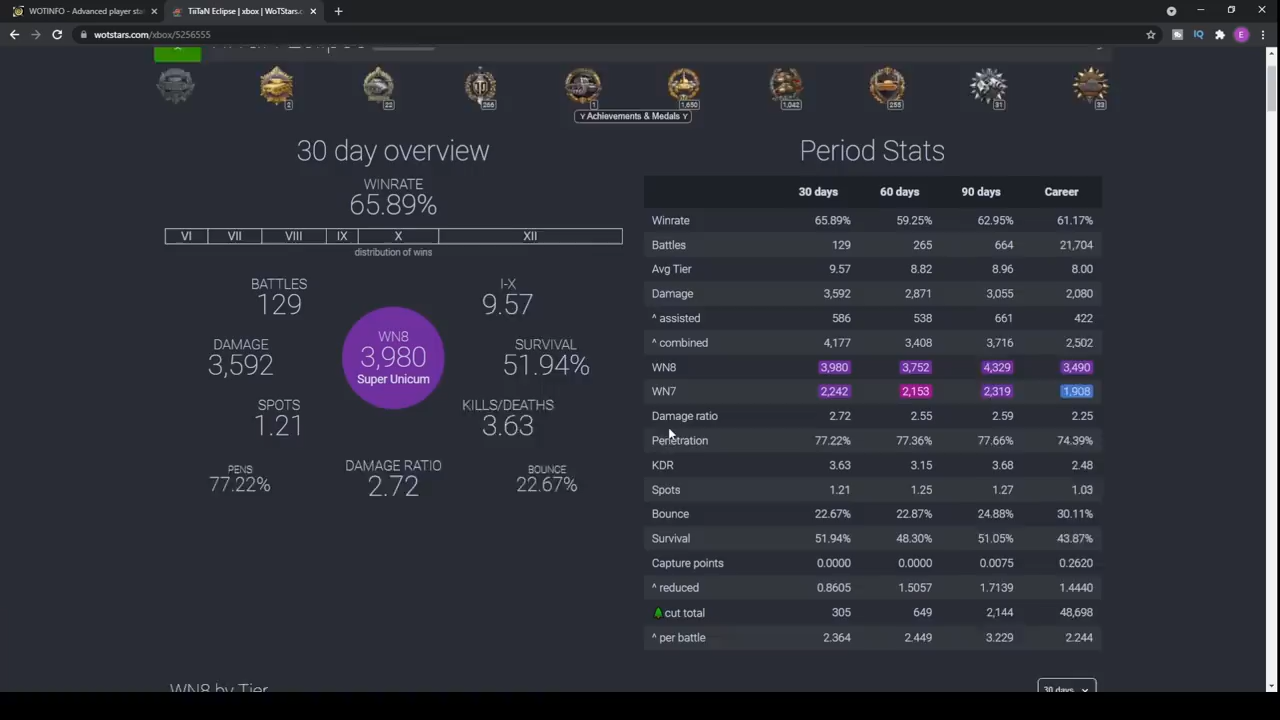 WOTINFO - Advanced player sta
TiiTaN Eclipse | xbox | WoTStars.c
wotstars.com/xbox/5256555
IQ
E
2
22
266
1
1,650
1,042
255
31
33
Y Achievements & Medals Y
30 day overview
WINRATE
65.89%
VI VII VIII IX X XII
distribution of wins
BATTLES
129
I-X
9.57
DAMAGE
3,592
WN8
3,980
Super Unicum
SURVIVAL
51.94%
SPOTS
1.21
KILLS/DEATHS
3.63
PENS
77.22%
DAMAGE RATIO
2.72
BOUNCE
22.67%
Period Stats
30 days 60 days 90 days Career
Winrate 65.89% 59.25% 62.95% 61.17%
Battles 129 265 664 21,704
Avg Tier 9.57 8.82 8.96 8.00
Damage 3,592 2,871 3,055 2,080
^ assisted 586 538 661 422
^ combined 4,177 3,408 3,716 2,502
WN8 3,980 3,752 4,329 3,490
WN7 2,242 2,153 2,319 1,908
Damage ratio 2.72 2.55 2.59 2.25
Penetration 77.22% 77.36% 77.66% 74.39%
KDR 3.63 3.15 3.68 2.48
Spots 1.21 1.25 1.27 1.03
Bounce 22.67% 22.87% 24.88% 30.11%
Survival 51.94% 48.30% 51.05% 43.87%
Capture points 0.0000 0.0000 0.0075 0.2620
^ reduced 0.8605 1.5057 1.7139 1.4440
cut total 305 649 2,144 48,698
^ per battle 2.364 2.449 3.229 2.244
WN8 by Tier
30 days